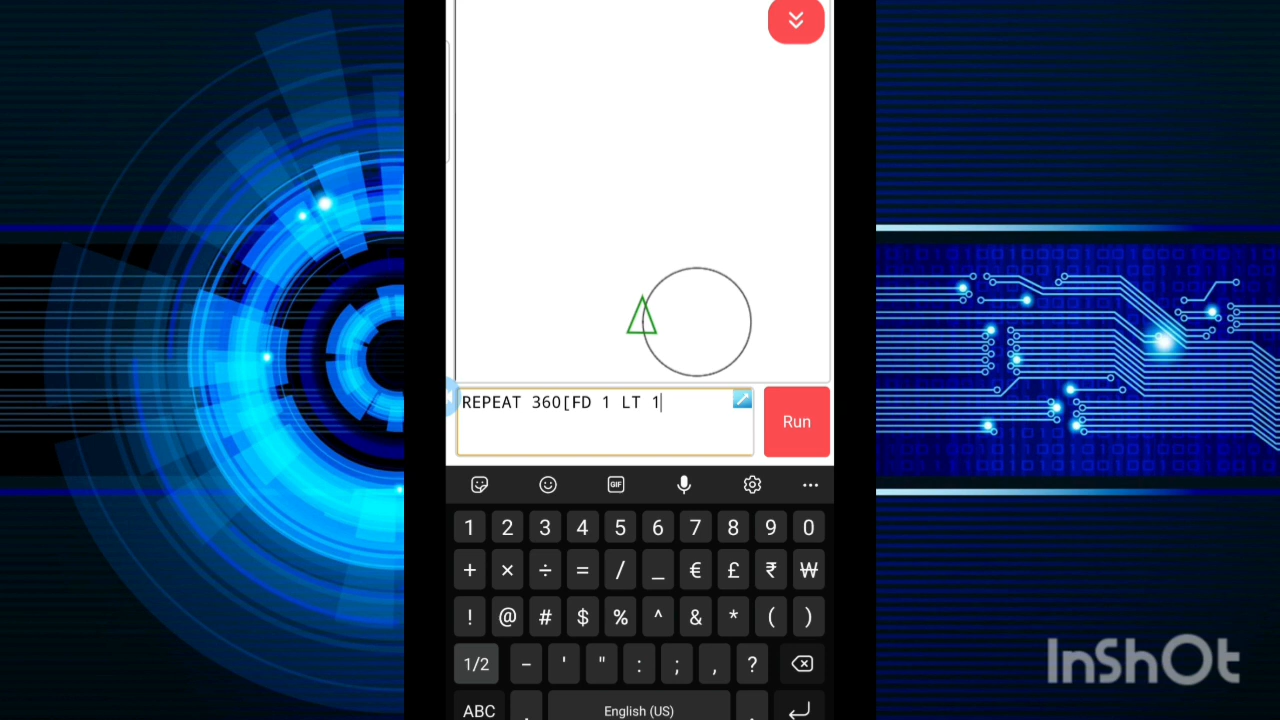 REPEAT 360[FD 1 LT 1
Run
GIF
1 2 3 4 5 6 7 8 9 0
+ × ÷ = / _ € £ ₹ ₩
! @ # $ % ^ & * ( )
1/2 - ' " : ; , ?
ABC , English (US) .
InShOt